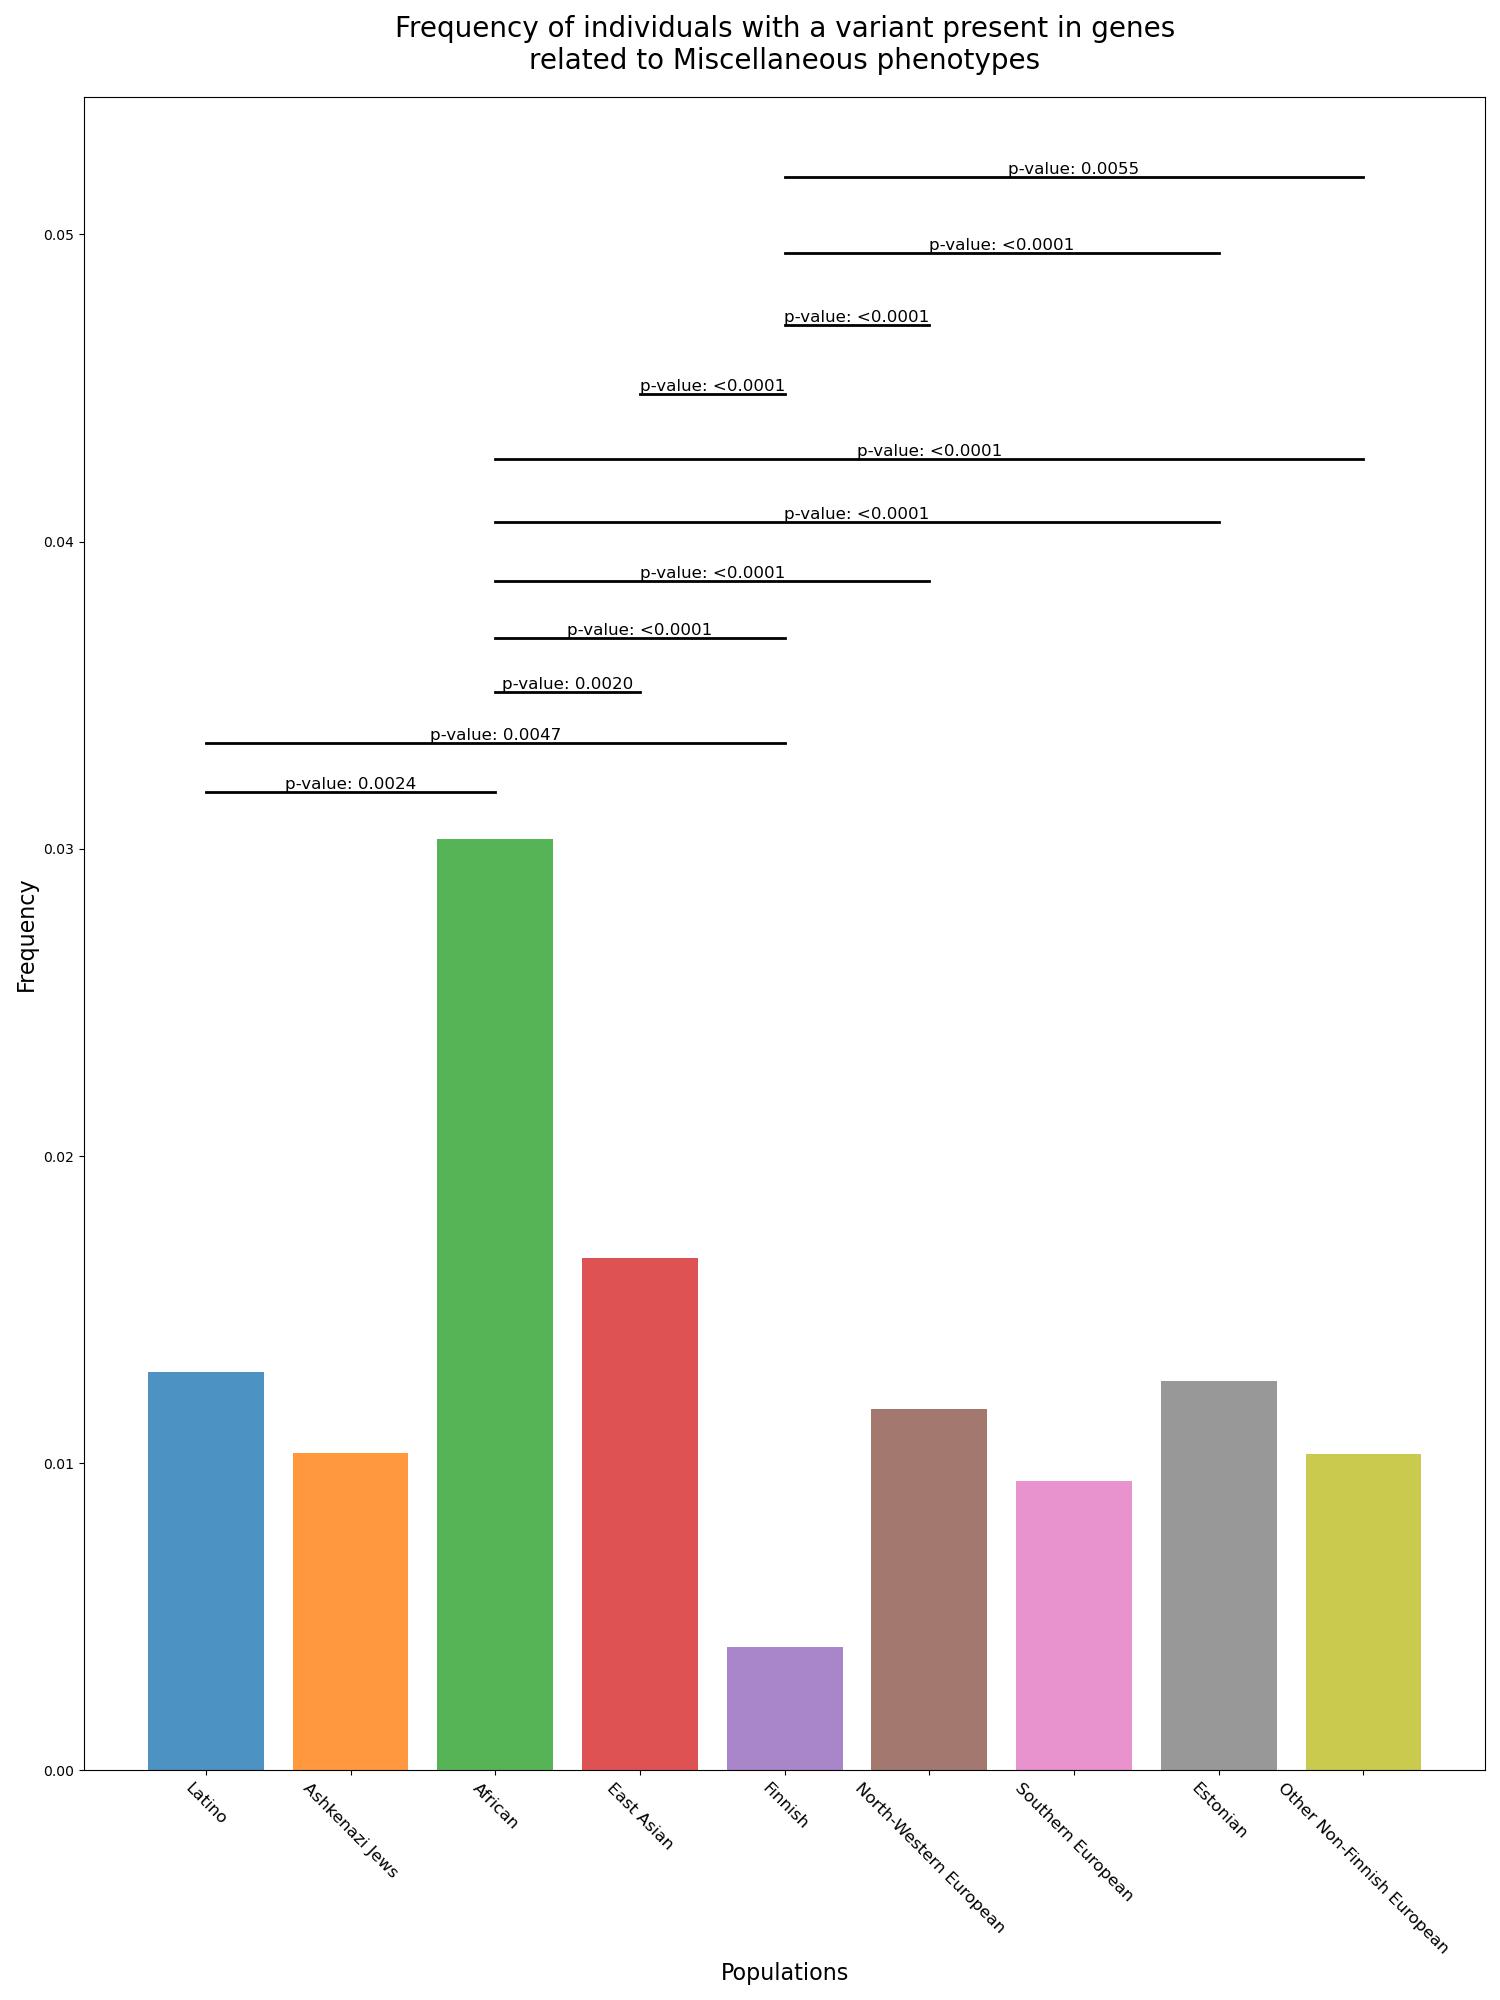 Frequency of individuals with a variant present in genes
related to Miscellaneous phenotypes
p-value: 0.0055
0.05
p-value: <0.0001
p-value: <0.0001
p-value: <0.0001
p-value: <0.0001
p-value: <0.0001
0.04
p-value: <0.0001
p-value: <0.0001
p-value: 0.0020
p-value: 0.0047
p-value: 0.0024
0.03
Frequency
0.02
0.01
0.00
Latino
Ashkenazi Jews
African
East Asian
Finnish
North-Western European
Southern European
Estonian
Other Non-Finnish European
Populations